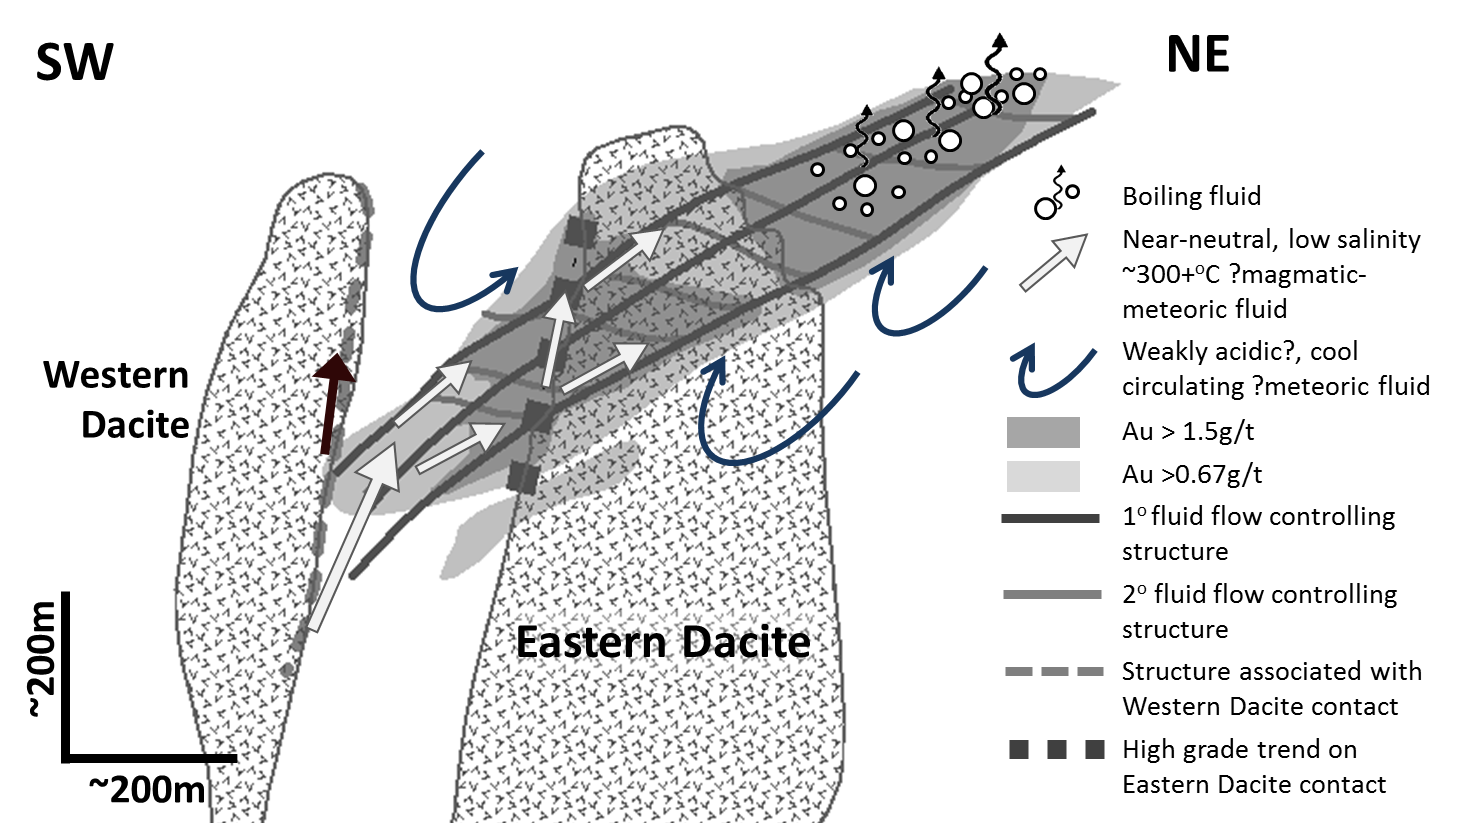 SW
NE
Western
Dacite
Eastern Dacite
~200m
~200m
Boiling fluid
Near-neutral, low salinity
~300+°C ?magmatic-
meteoric fluid
Weakly acidic?, cool
circulating ?meteoric fluid
Au > 1.5g/t
Au >0.67g/t
1° fluid flow controlling
structure
2° fluid flow controlling
structure
Structure associated with
Western Dacite contact
High grade trend on
Eastern Dacite contact